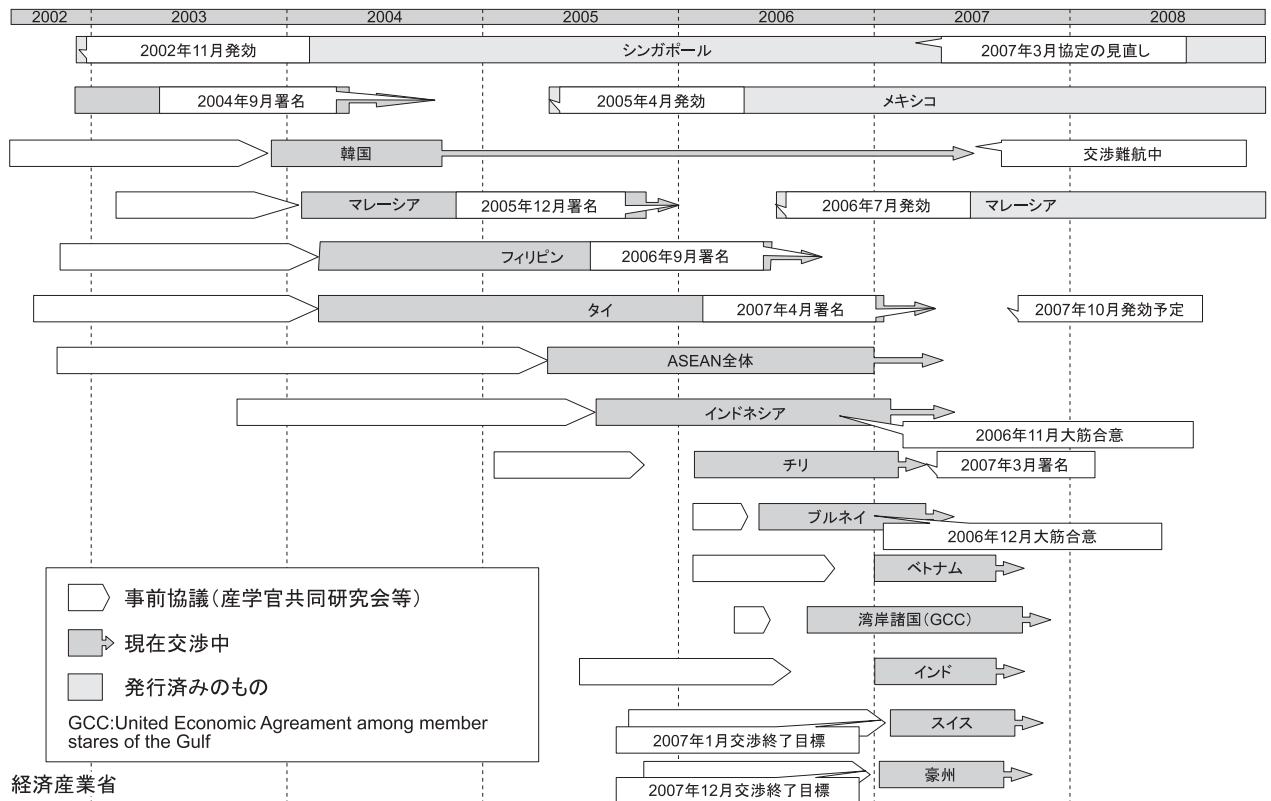 2002 2003 2004 2005 2006 2007 2008
2002年11月発効 シンガポール 2007年3月協定の見直し
2004年9月署名 2005年4月発効 メキシコ
韓国 交渉難航中
マレーシア 2005年12月署名 2006年7月発効 マレーシア
フィリピン 2006年9月署名
タイ 2007年4月署名 2007年10月発効予定
ASEAN全体
インドネシア
2006年11月大筋合意
チリ 2007年3月署名
ブルネイ
2006年12月大筋合意
ベトナム
湾岸諸国(GCC)
インド
スイス
2007年1月交渉終了目標
豪州
2007年12月交渉終了目標
事前協議(産学官共同研究会等)
現在交渉中
発行済みのもの
GCC:United Economic Agreament among member
stares of the Gulf
経済産業省